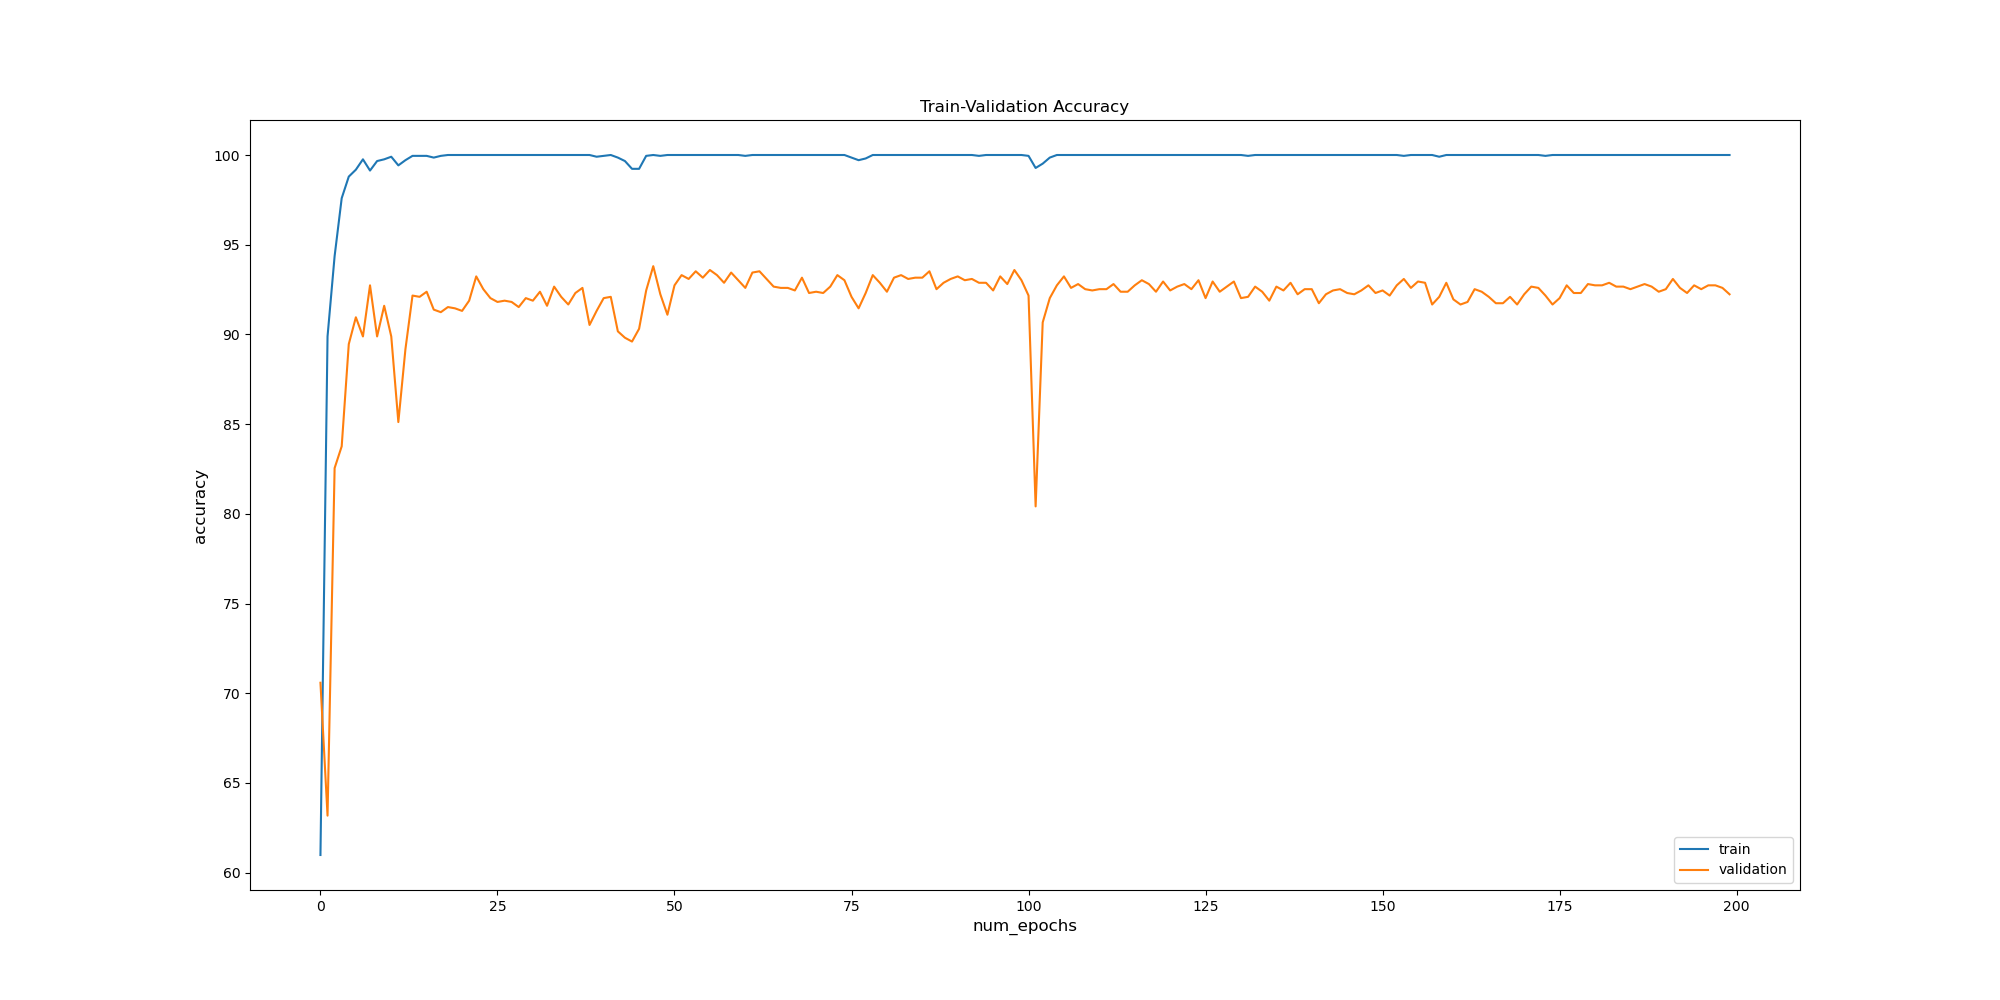 Train-Validation Accuracy
100
95
90
85
80
75
70
65
60
accuracy
0 25 50 75 100 125 150 175 200
num_epochs
train
validation